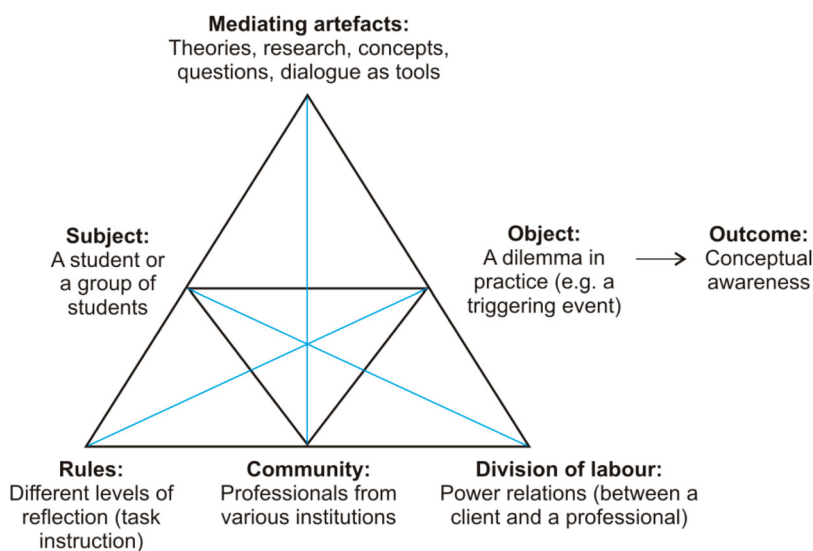 Mediating artefacts:
Theories, research, concepts,
questions, dialogue as tools
Subject:
A student or
a group of
students
Object:
A dilemma in
practice (e.g. a
triggering event)
Outcome:
Conceptual
awareness
Rules:
Different levels of
reflection (task
instruction)
Community:
Professionals from
various institutions
Division of labour:
Power relations (between a
client and a professional)